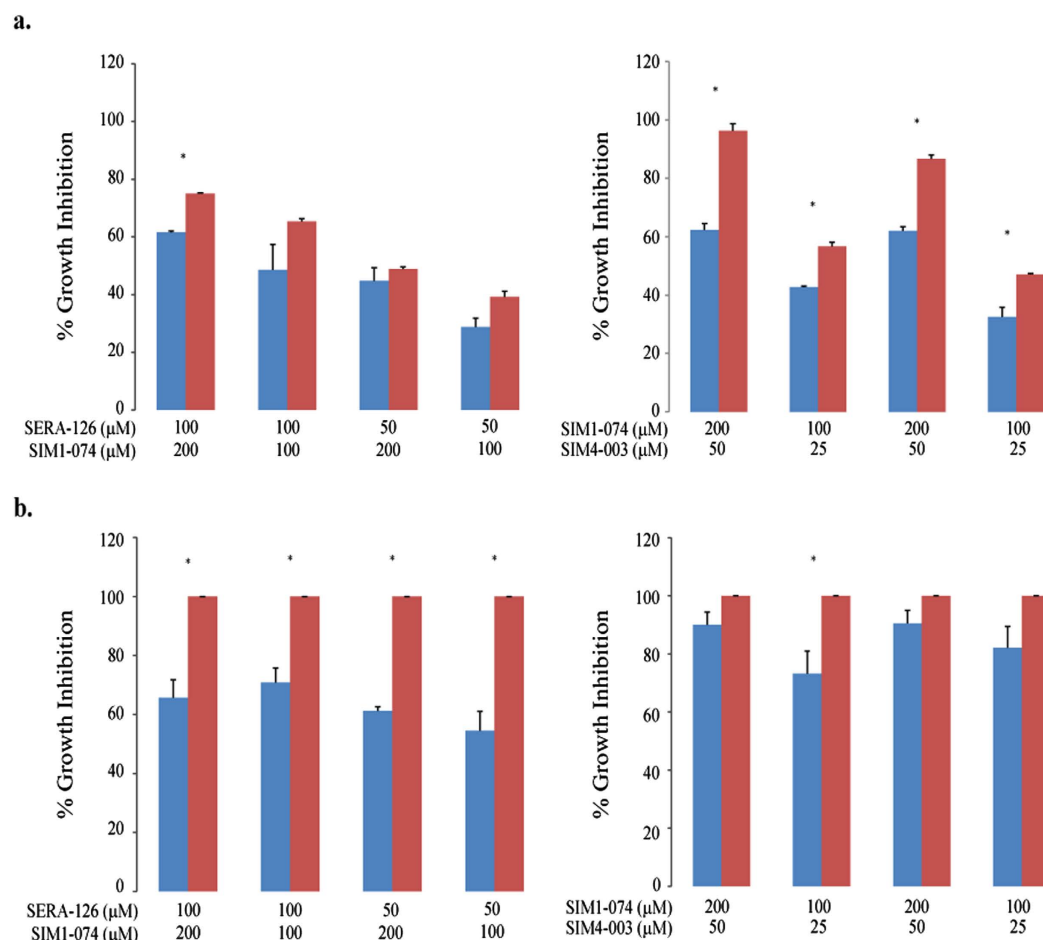 a.
% Growth Inhibition
120
100
80
60
40
20
0
*
SERA-126 (µM) 100 100 50 50
SIM1-074 (µM) 200 100 200 100
% Growth Inhibition
120
100
80
60
40
20
0
* * * *
SIM1-074 (µM) 200 100 200 100
SIM4-003 (µM) 50 25 50 25
b.
% Growth Inhibition
120
100
80
60
40
20
0
* * * *
SERA-126 (µM) 100 100 50 50
SIM1-074 (µM) 200 100 200 100
% Growth Inhibition
120
100
80
60
40
20
0
*
SIM1-074 (µM) 200 100 200 100
SIM4-003 (µM) 50 25 50 25